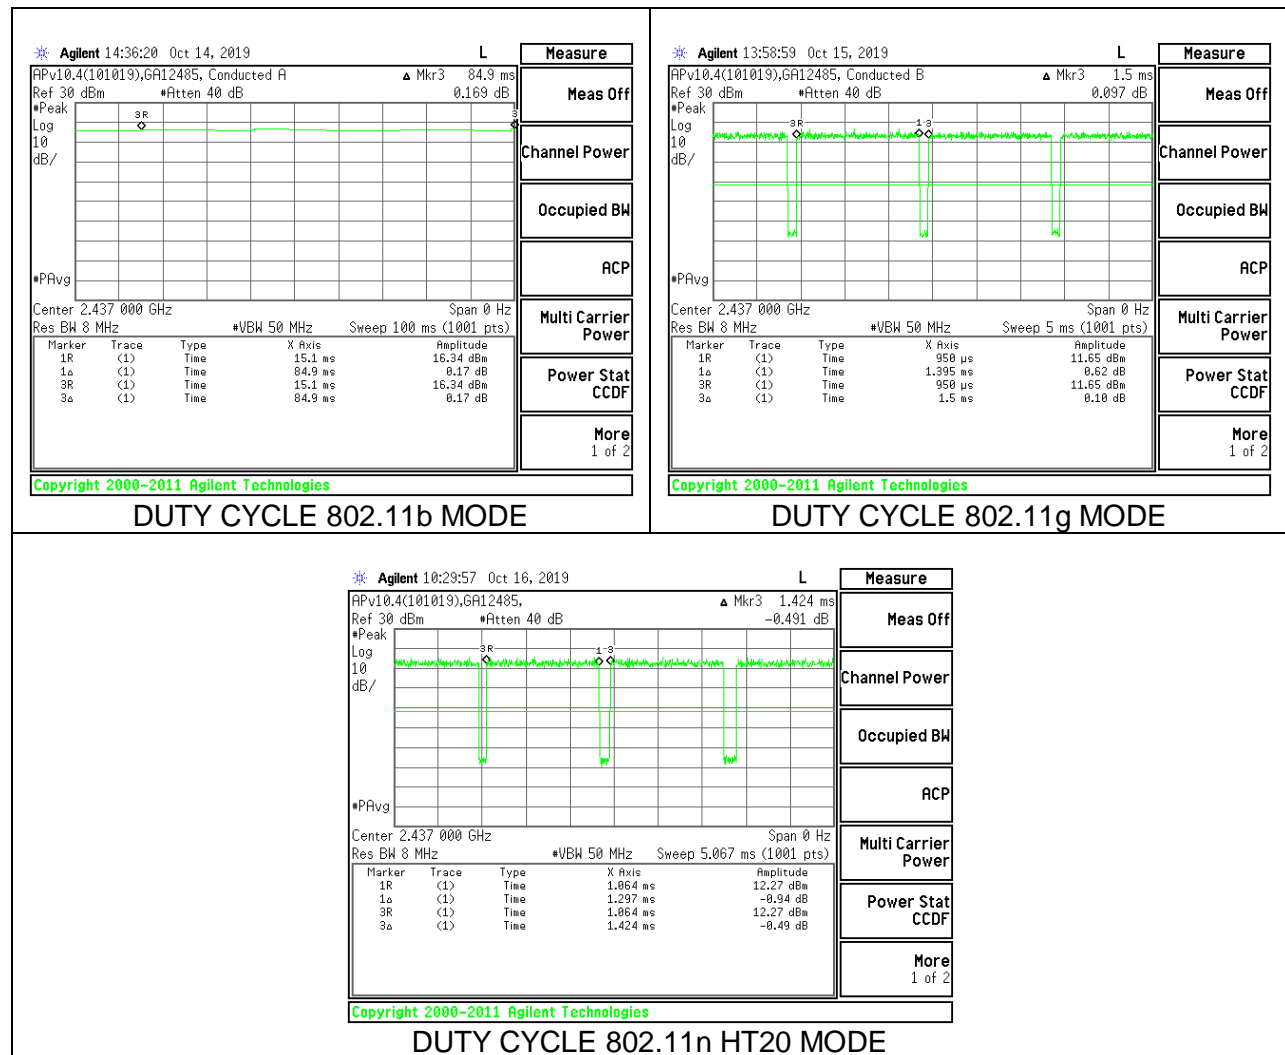 Agilent 14:36:20 Oct 14, 2019 L Measure
APv10.4(101019),GA12485, Conducted A Δ Mkr3 84.9 ms
Ref 30 dBm #Atten 40 dB 0.169 dB
Meas Off
#Peak
Log
10
dB/
3R
3
Channel Power
Occupied BW
ACP
#PAvg
Center 2.437 000 GHz Span 0 Hz
Res BW 8 MHz #VBW 50 MHz Sweep 100 ms (1001 pts)
Multi Carrier
Power
Marker Trace Type X Axis Amplitude
1R (1) Time 15.1 ms 16.34 dBm
1Δ (1) Time 84.9 ms 0.17 dB
3R (1) Time 15.1 ms 16.34 dBm
3Δ (1) Time 84.9 ms 0.17 dB
Power Stat
CCDF
More
1 of 2
Copyright 2000-2011 Agilent Technologies
DUTY CYCLE 802.11b MODE
Agilent 13:58:59 Oct 15, 2019 L Measure
APv10.4(101019),GA12485, Conducted B Δ Mkr3 1.5 ms
Ref 30 dBm #Atten 40 dB 0.097 dB
Meas Off
#Peak
Log
10
dB/
3R
1 3
Channel Power
Occupied BW
ACP
#PAvg
Center 2.437 000 GHz Span 0 Hz
Res BW 8 MHz #VBW 50 MHz Sweep 5 ms (1001 pts)
Multi Carrier
Power
Marker Trace Type X Axis Amplitude
1R (1) Time 950 µs 11.65 dBm
1Δ (1) Time 1.395 ms 0.62 dB
3R (1) Time 950 µs 11.65 dBm
3Δ (1) Time 1.5 ms 0.10 dB
Power Stat
CCDF
More
1 of 2
Copyright 2000-2011 Agilent Technologies
DUTY CYCLE 802.11g MODE
Agilent 10:29:57 Oct 16, 2019 L Measure
APv10.4(101019),GA12485, Δ Mkr3 1.424 ms
Ref 30 dBm #Atten 40 dB -0.491 dB
Meas Off
#Peak
Log
10
dB/
3R
1 3
Channel Power
Occupied BW
ACP
#PAvg
Center 2.437 000 GHz Span 0 Hz
Res BW 8 MHz #VBW 50 MHz Sweep 5.067 ms (1001 pts)
Multi Carrier
Power
Marker Trace Type X Axis Amplitude
1R (1) Time 1.064 ms 12.27 dBm
1Δ (1) Time 1.297 ms -0.94 dB
3R (1) Time 1.064 ms 12.27 dBm
3Δ (1) Time 1.424 ms -0.49 dB
Power Stat
CCDF
More
1 of 2
Copyright 2000-2011 Agilent Technologies
DUTY CYCLE 802.11n HT20 MODE